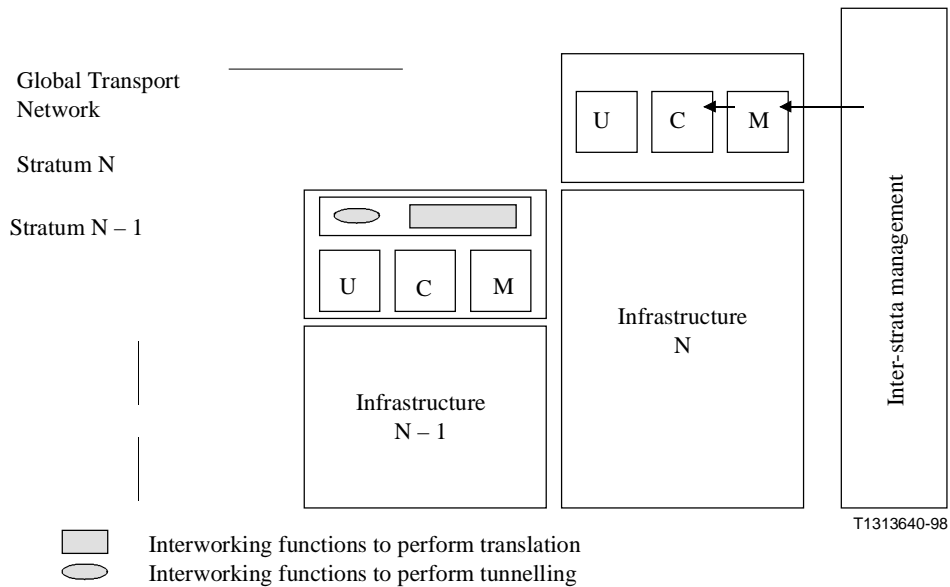 Global Transport
Network
Stratum N
Stratum N – 1
U C M
U C M
Infrastructure
N
Infrastructure
N – 1
Inter-strata management
T1313640-98
Interworking functions to perform translation
Interworking functions to perform tunnelling